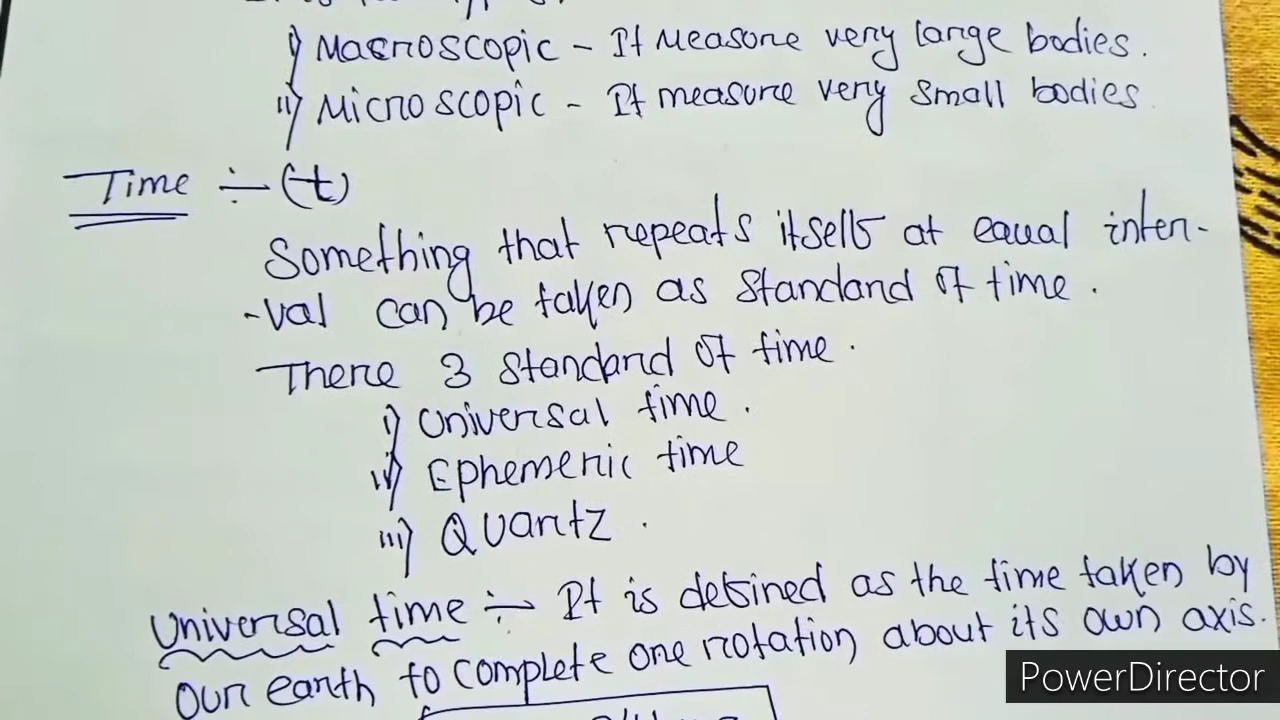 i) Macroscopic - It measure very large bodies.
ii) Microscopic - It measure very small bodies
Time ÷ (t)
Something that repeats itself at equal inter-
-val can be taken as standard of time.
There 3 standard of time.
i) Universal time.
ii) Ephemeric time
iii) Quartz.
Universal time ÷ It is defined as the time taken by
our earth to complete one rotation about its own axis.
PowerDirector